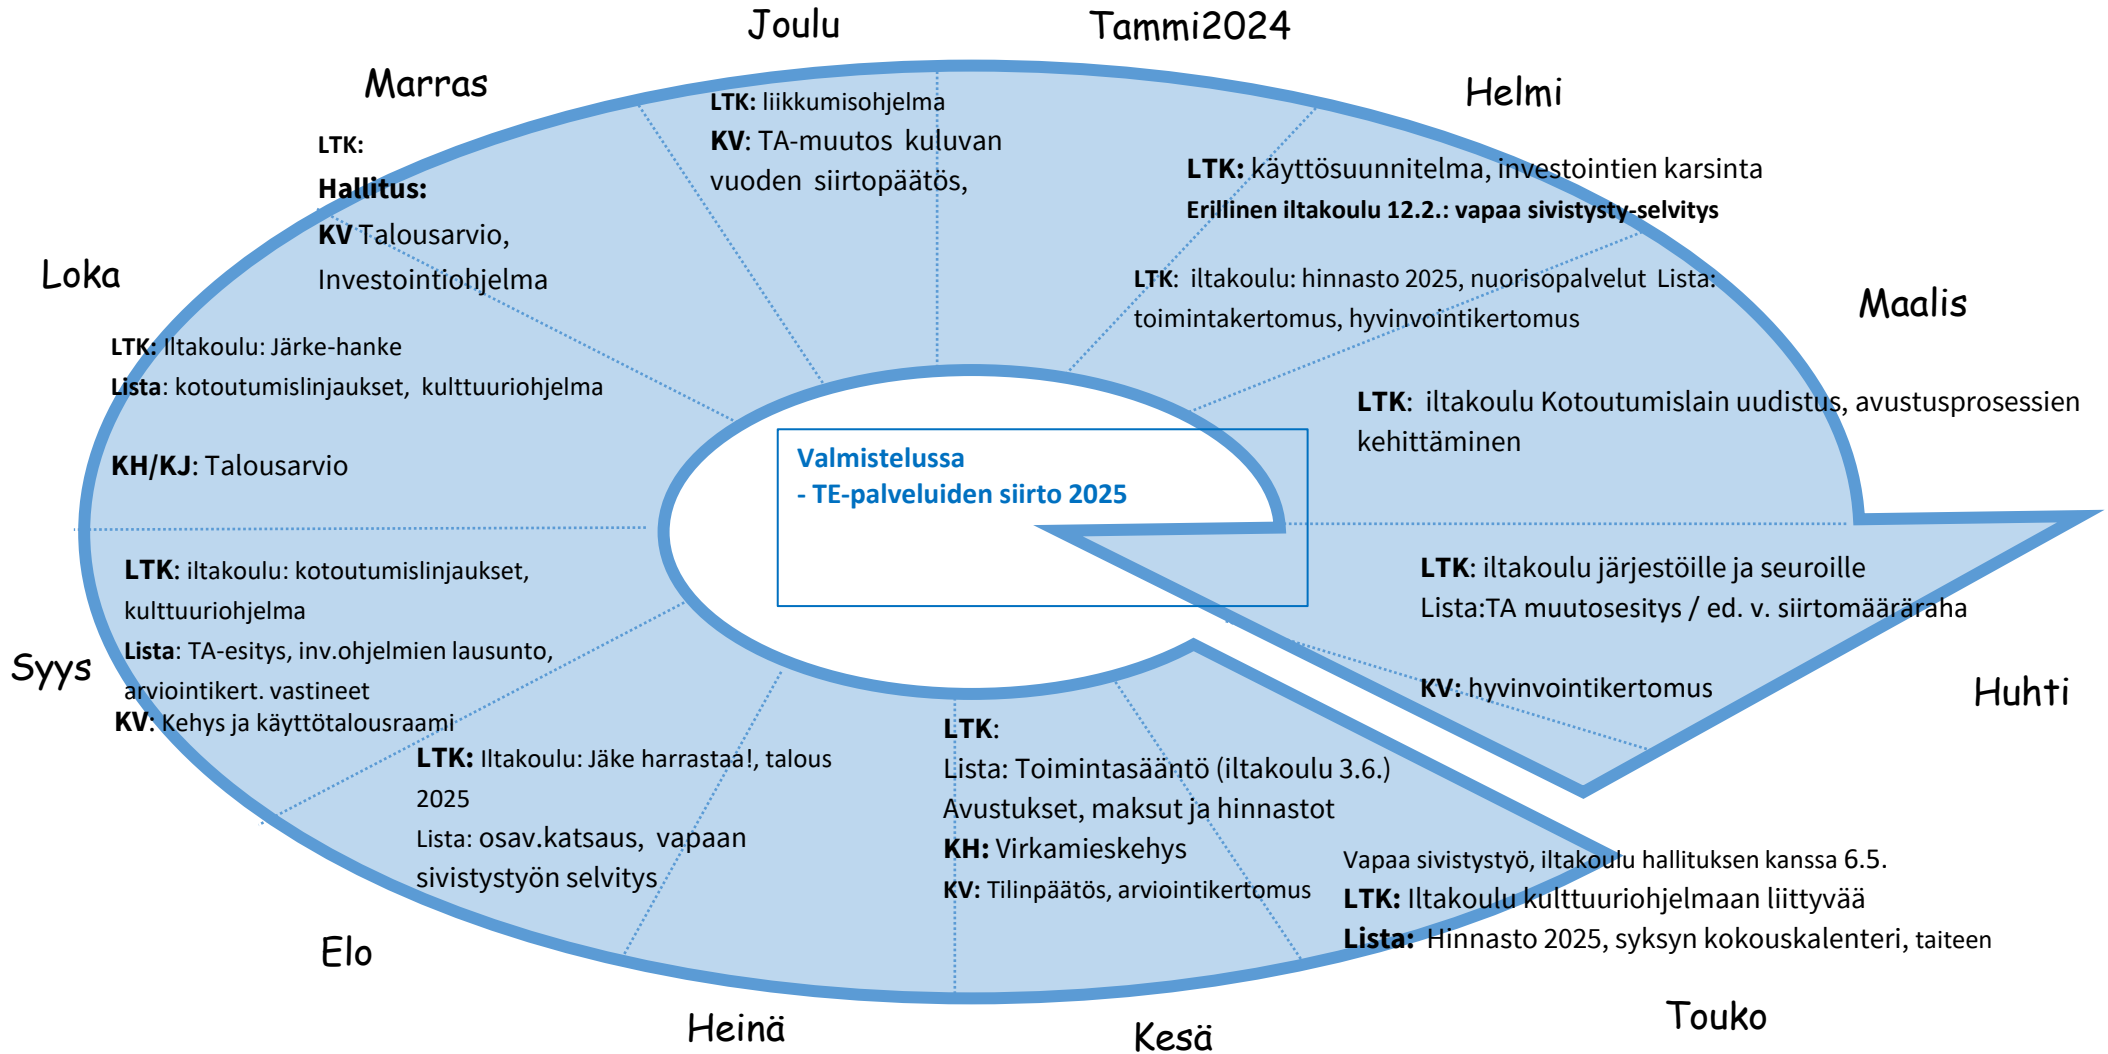 Joulu
Tammi2024
Marras
Helmi
LTK: liikkumisohjelma
KV: TA-muutos kuluvan
vuoden siirtopäätös,
LTK:
Hallitus:
KV Talousarvio,
Investointiohjelma
LTK: käyttösuunnitelma, investointien karsinta
Erillinen iltakoulu 12.2.: vapaa sivistysty-selvitys
Loka
LTK: iltakoulu: hinnasto 2025, nuorisopalvelut Lista:
toimintakertomus, hyvinvointikertomus
Maalis
LTK: Iltakoulu: Järke-hanke
Lista: kotoutumislinjaukset, kulttuuriohjelma
KH/KJ: Talousarvio
LTK: iltakoulu Kotoutumislain uudistus, avustusprosessien
kehittäminen
Valmistelussa
- TE-palveluiden siirto 2025
LTK: iltakoulu: kotoutumislinjaukset,
kulttuuriohjelma
Lista: TA-esitys, inv.ohjelmien lausunto,
arviointikert. vastineet
KV: Kehys ja käyttötalousraami
Syys
LTK: iltakoulu järjestöille ja seuroille
Lista:TA muutosesitys / ed. v. siirtomääräraha
KV: hyvinvointikertomus
Huhti
LTK: Iltakoulu: Jäke harrastaa!, talous
2025
Lista: osav.katsaus, vapaan
sivistystyön selvitys
LTK:
Lista: Toimintasääntö (iltakoulu 3.6.)
Avustukset, maksut ja hinnastot
KH: Virkamieskehys
KV: Tilinpäätös, arviointikertomus
Vapaa sivistystyö, iltakoulu hallituksen kanssa 6.5.
LTK: Iltakoulu kulttuuriohjelmaan liittyvää
Lista: Hinnasto 2025, syksyn kokouskalenteri, taiteen
Elo
Heinä
Kesä
Touko